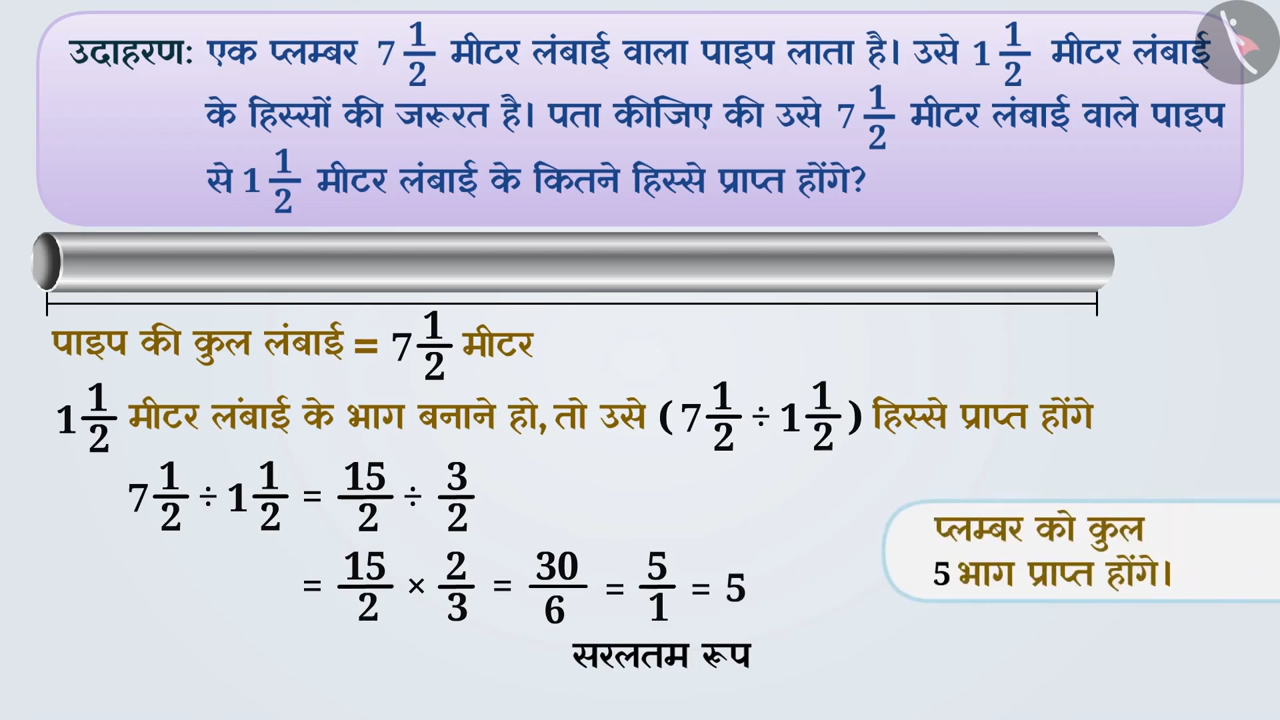 उदाहरण: एक प्लम्बर 7 1/2 मीटर लंबाई वाला पाइप लाता है। उसे 1 1/2 मीटर लंबाई
के हिस्सों की जरूरत है। पता कीजिए की उसे 7 1/2 मीटर लंबाई वाले पाइप
से 1 1/2 मीटर लंबाई के कितने हिस्से प्राप्त होंगे?
पाइप की कुल लंबाई = 7 1/2 मीटर
1 1/2 मीटर लंबाई के भाग बनाने हो, तो उसे ( 7 1/2 ÷ 1 1/2 ) हिस्से प्राप्त होंगे
7 1/2 ÷ 1 1/2 = 15/2 ÷ 3/2
= 15/2 × 2/3 = 30/6 = 5/1 = 5
सरलतम रूप
प्लम्बर को कुल
5 भाग प्राप्त होंगे।